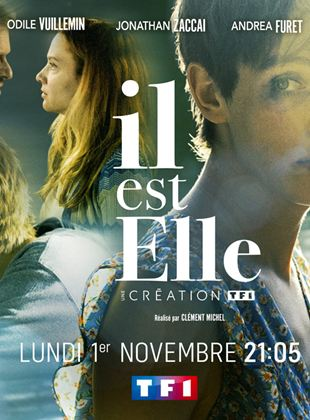 ODILE VUILLEMIN JONATHAN ZACCAI ANDREA FURET
il
est
Elle
UNE CRÉATION TF1
Réalisé par CLÉMENT MICHEL
LUNDI 1er NOVEMBRE 21:05
TF1